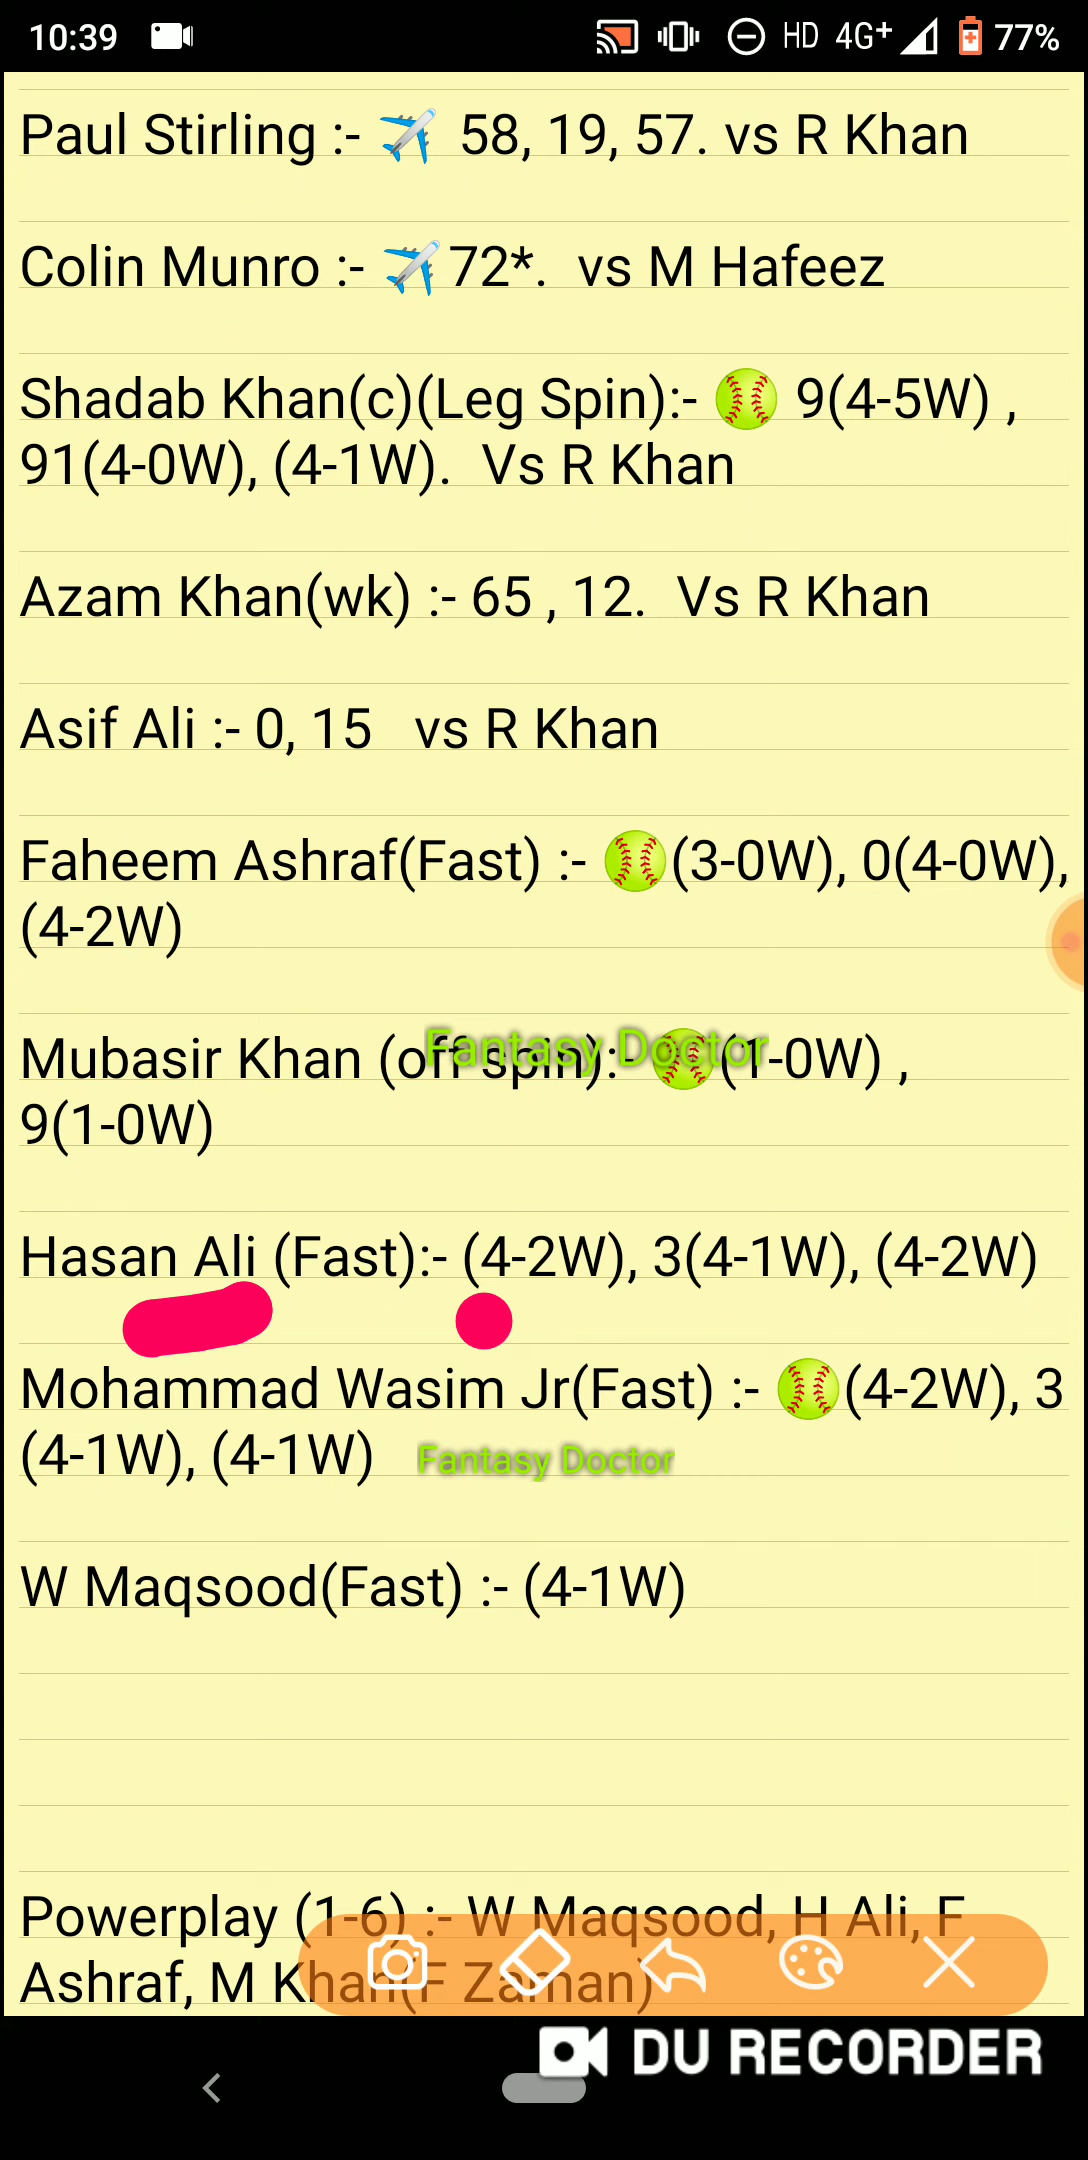 10:39 HD 4G+ 77%
Paul Stirling :- ✈️ 58, 19, 57. vs R Khan
Colin Munro :- ✈️72*. vs M Hafeez
Shadab Khan(c)(Leg Spin):- 🥎 9(4-5W) ,
91(4-0W), (4-1W). Vs R Khan
Azam Khan(wk) :- 65 , 12. Vs R Khan
Asif Ali :- 0, 15 vs R Khan
Faheem Ashraf(Fast) :- 🥎(3-0W), 0(4-0W),
(4-2W)
Fantasy Doctor
Mubasir Khan (off spin):- 🥎(1-0W) ,
9(1-0W)
Hasan Ali (Fast):- (4-2W), 3(4-1W), (4-2W)
Mohammad Wasim Jr(Fast) :- 🥎(4-2W), 3
(4-1W), (4-1W)
Fantasy Doctor
W Maqsood(Fast) :- (4-1W)
Powerplay (1-6) :- W Maqsood, H Ali, F
Ashraf, M Khan(F Zaman)
DU RECORDER